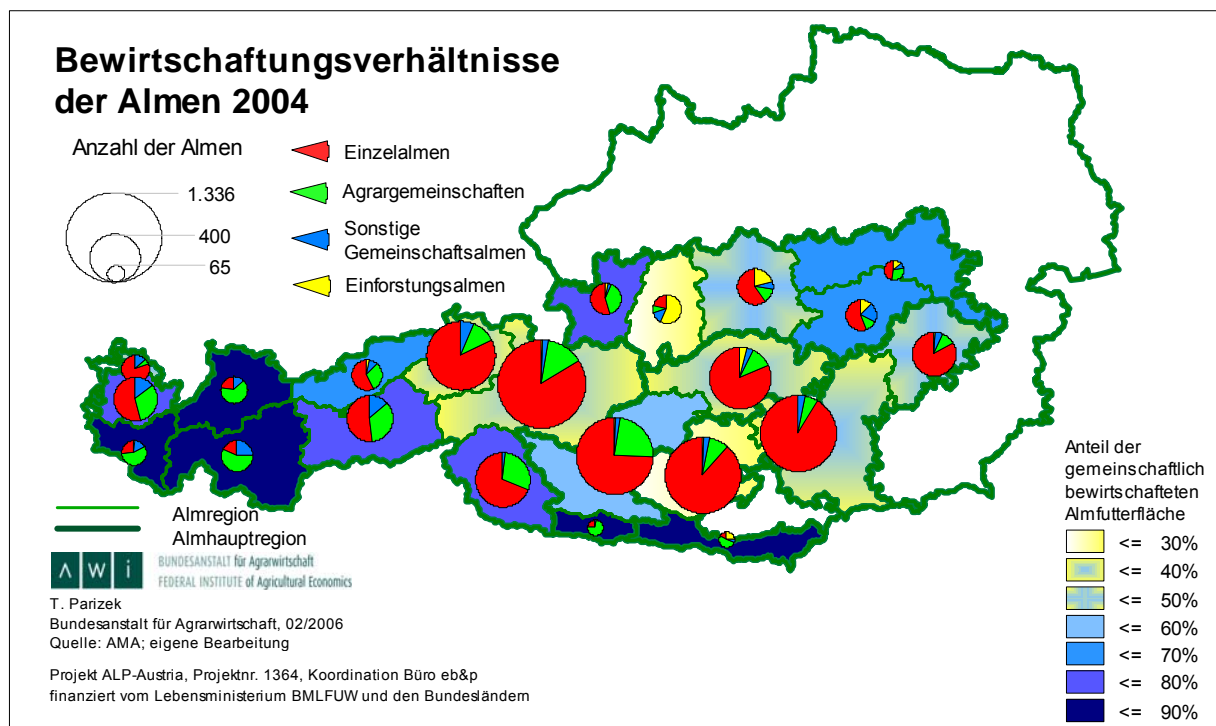 Bewirtschaftungsverhältnisse
der Almen 2004
Anzahl der Almen
1.336
400
65
Einzelalmen
Agrargemeinschaften
Sonstige
Gemeinschaftsalmen
Einforstungsalmen
Almregion
Almhauptregion
AWi
BUNDESANSTALT für Agrarwirtschaft
FEDERAL INSTITUTE of Agricultural Economics
T. Parizek
Bundesanstalt für Agrarwirtschaft, 02/2006
Quelle: AMA; eigene Bearbeitung
Projekt ALP-Austria, Projektnr. 1364, Koordination Büro eb&p
finanziert vom Lebensministerium BMLFUW und den Bundesländern
Anteil der
gemeinschaftlich
bewirtschafteten
Almfutterfläche
<= 30%
<= 40%
<= 50%
<= 60%
<= 70%
<= 80%
<= 90%